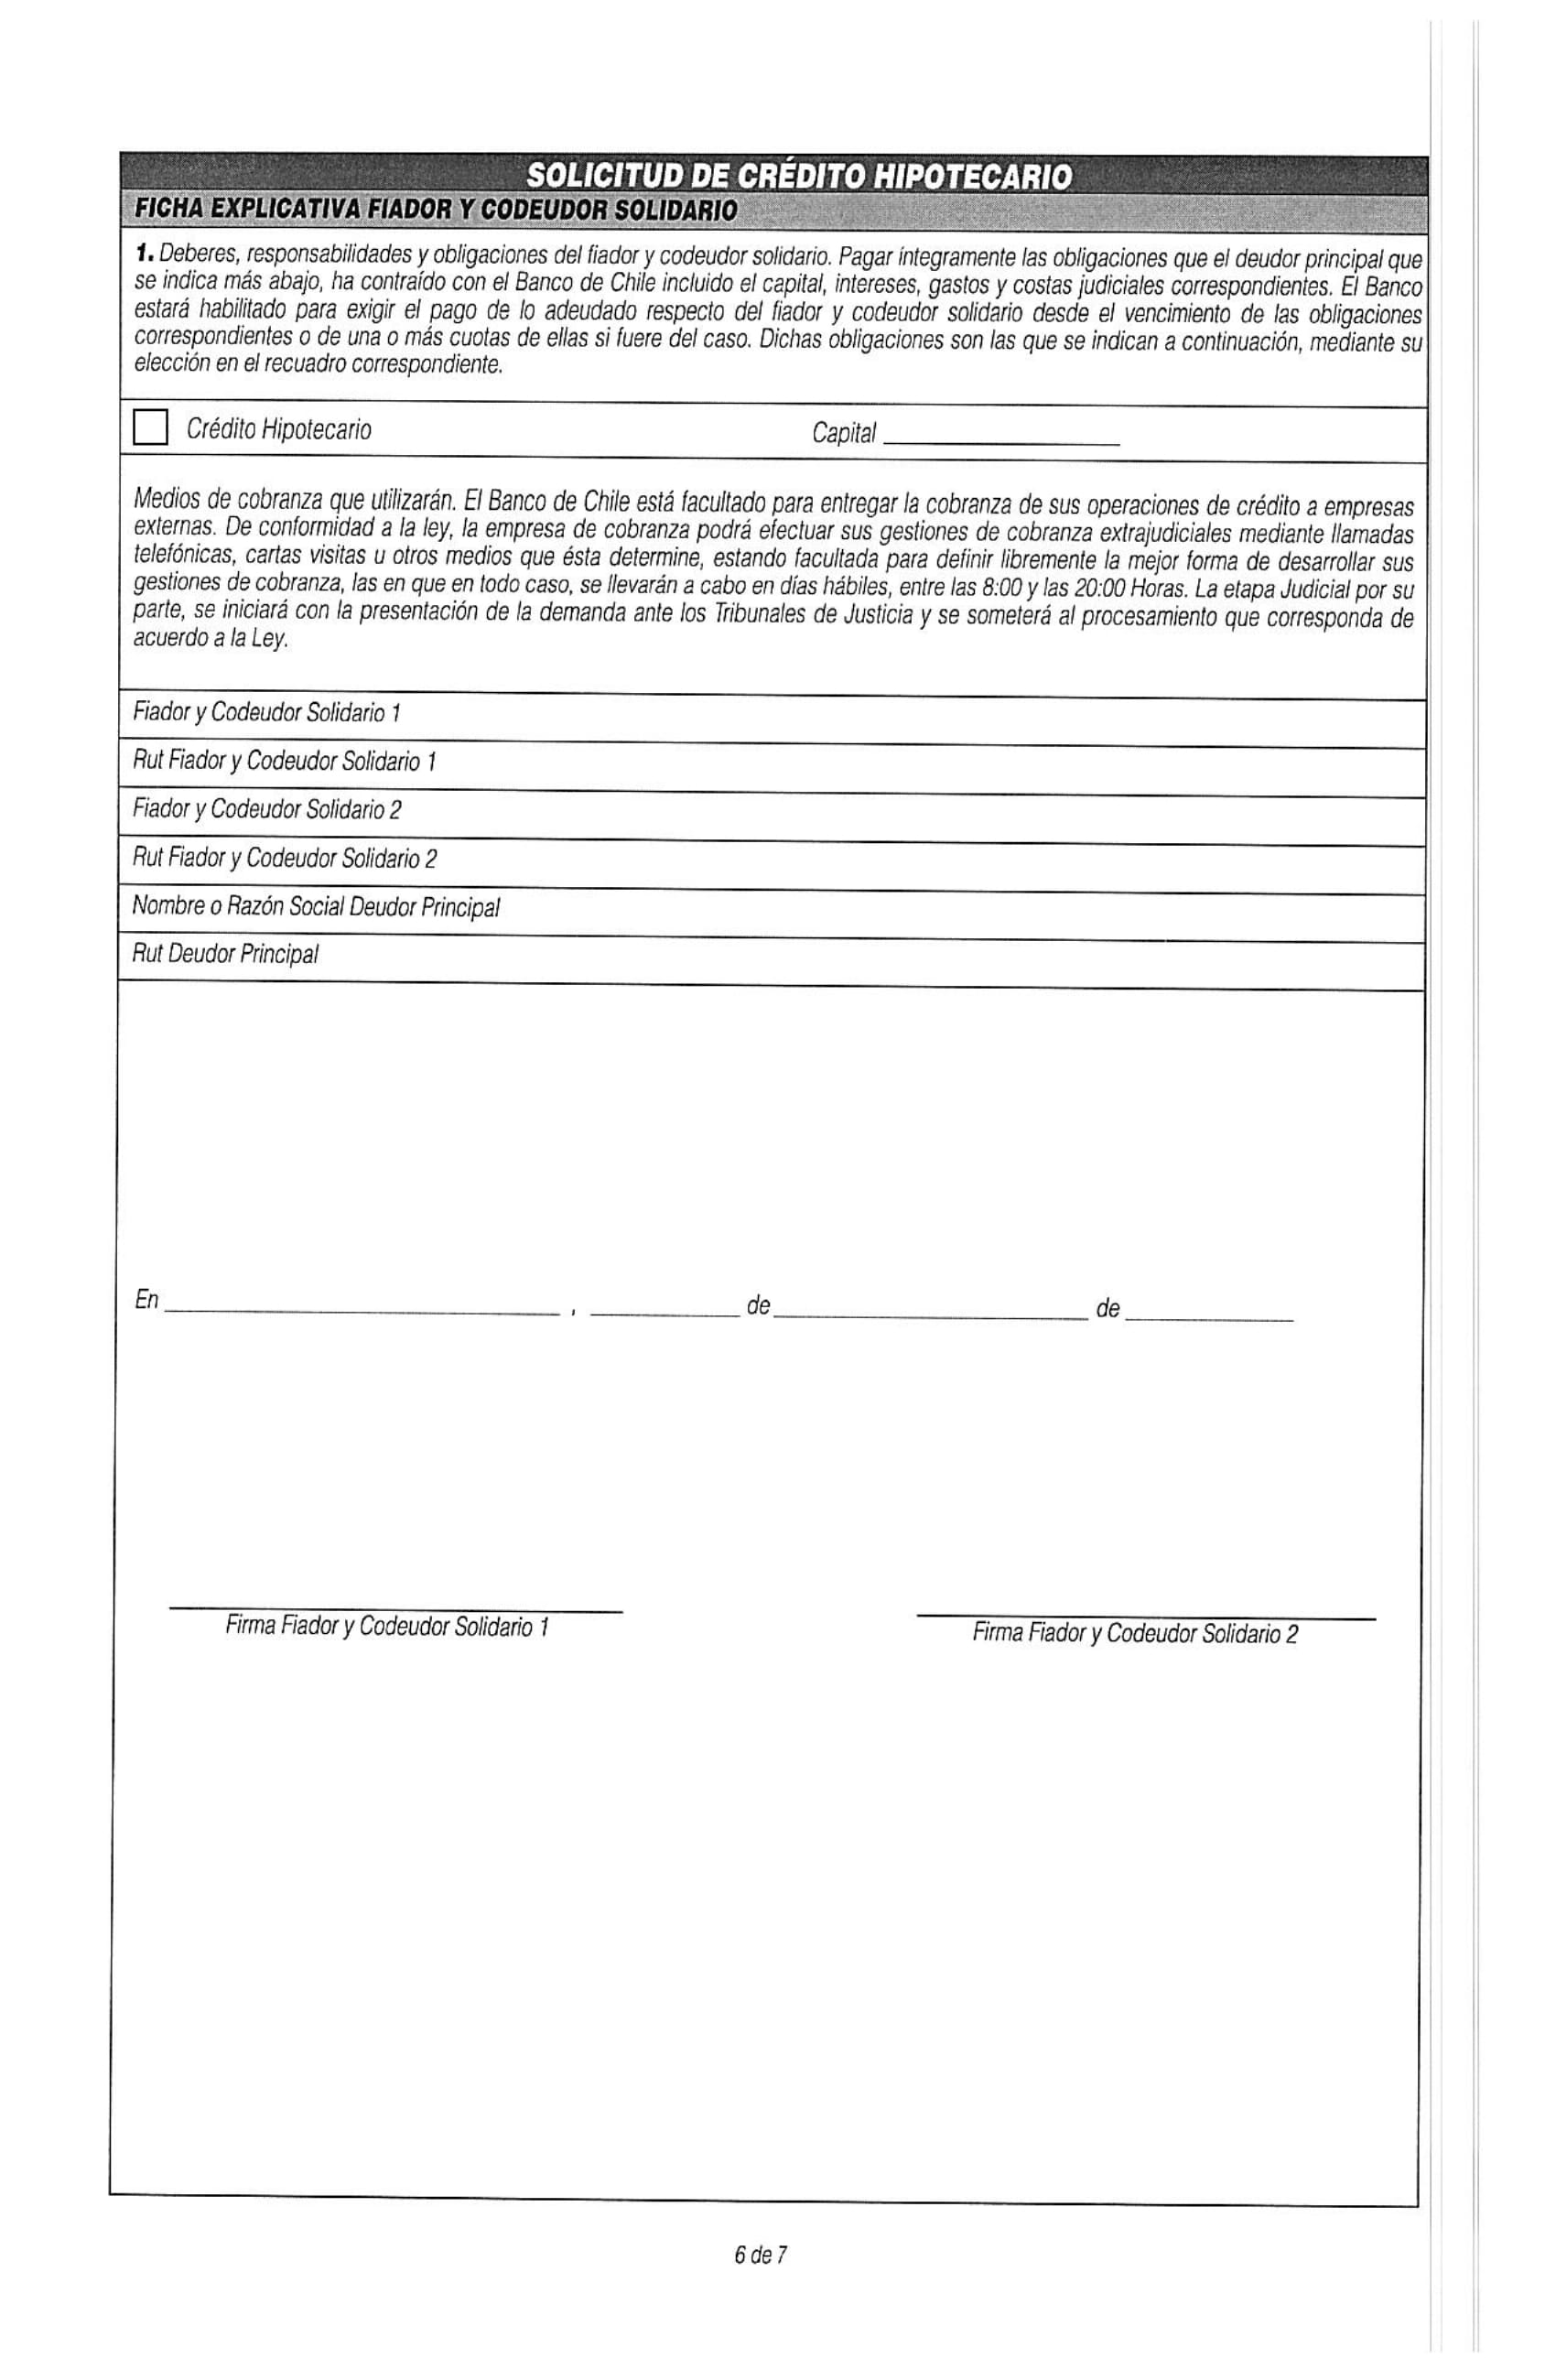 SOLICITUD DE CRÉDITO HIPOTECARIO
FICHA EXPLICATIVA FIADOR Y CODEUDOR SOLIDARIO
1. Deberes, responsabilidades y obligaciones del fiador y codeudor solidario. Pagar íntegramente las obligaciones que el deudor principal que
se indica más abajo, ha contraído con el Banco de Chile incluido el capital, intereses, gastos y costas judiciales correspondientes. El Banco
estará habilitado para exigir el pago de lo adeudado respecto del fiador y codeudor solidario desde el vencimiento de las obligaciones
correspondientes o de una o más cuotas de ellas si fuere del caso. Dichas obligaciones son las que se indican a continuación, mediante su
elección en el recuadro correspondiente.
Crédito Hipotecario Capital
Medios de cobranza que utilizarán. El Banco de Chile está facultado para entregar la cobranza de sus operaciones de crédito a empresas
externas. De conformidad a la ley, la empresa de cobranza podrá efectuar sus gestiones de cobranza extrajudiciales mediante llamadas
telefónicas, cartas visitas u otros medios que ésta determine, estando facultada para definir libremente la mejor forma de desarrollar sus
gestiones de cobranza, las en que en todo caso, se llevarán a cabo en días hábiles, entre las 8:00 y las 20:00 Horas. La etapa Judicial por su
parte, se iniciará con la presentación de la demanda ante los Tribunales de Justicia y se someterá al procesamiento que corresponda de
acuerdo a la Ley.
Fiador y Codeudor Solidario 1
Rut Fiador y Codeudor Solidario 1
Fiador y Codeudor Solidario 2
Rut Fiador y Codeudor Solidario 2
Nombre o Razón Social Deudor Principal
Rut Deudor Principal
En , de de
Firma Fiador y Codeudor Solidario 1 Firma Fiador y Codeudor Solidario 2
6 de 7